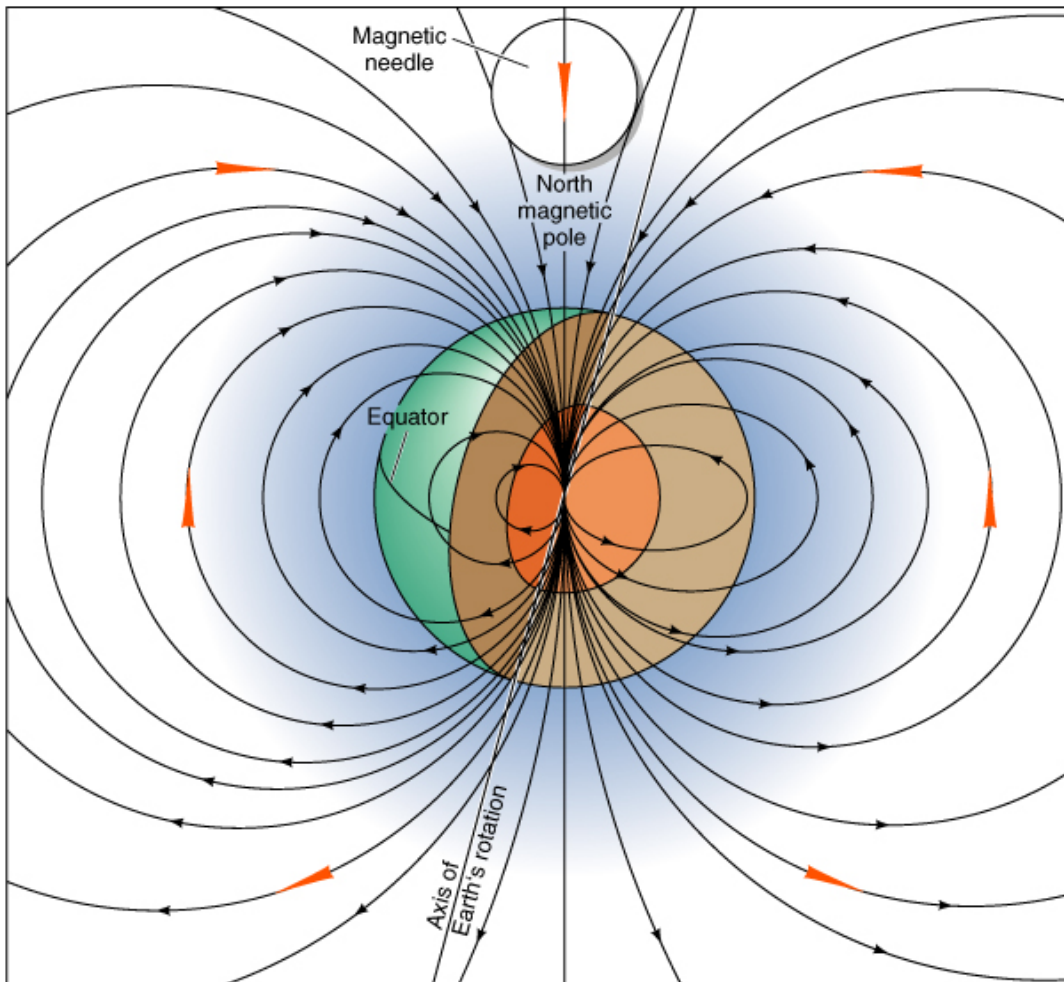 Magnetic
needle
North
magnetic
pole
Equator
Axis of
Earth's rotation